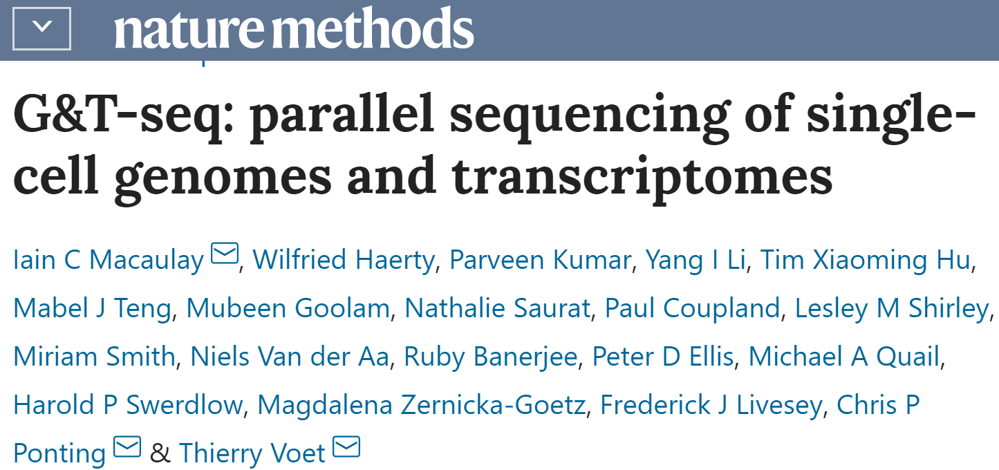 nature methods
G&T-seq: parallel sequencing of single-
cell genomes and transcriptomes
Iain C Macaulay, Wilfried Haerty, Parveen Kumar, Yang I Li, Tim Xiaoming Hu,
Mabel J Teng, Mubeen Goolam, Nathalie Saurat, Paul Coupland, Lesley M Shirley,
Miriam Smith, Niels Van der Aa, Ruby Banerjee, Peter D Ellis, Michael A Quail,
Harold P Swerdlow, Magdalena Zernicka-Goetz, Frederick J Livesey, Chris P
Ponting & Thierry Voet